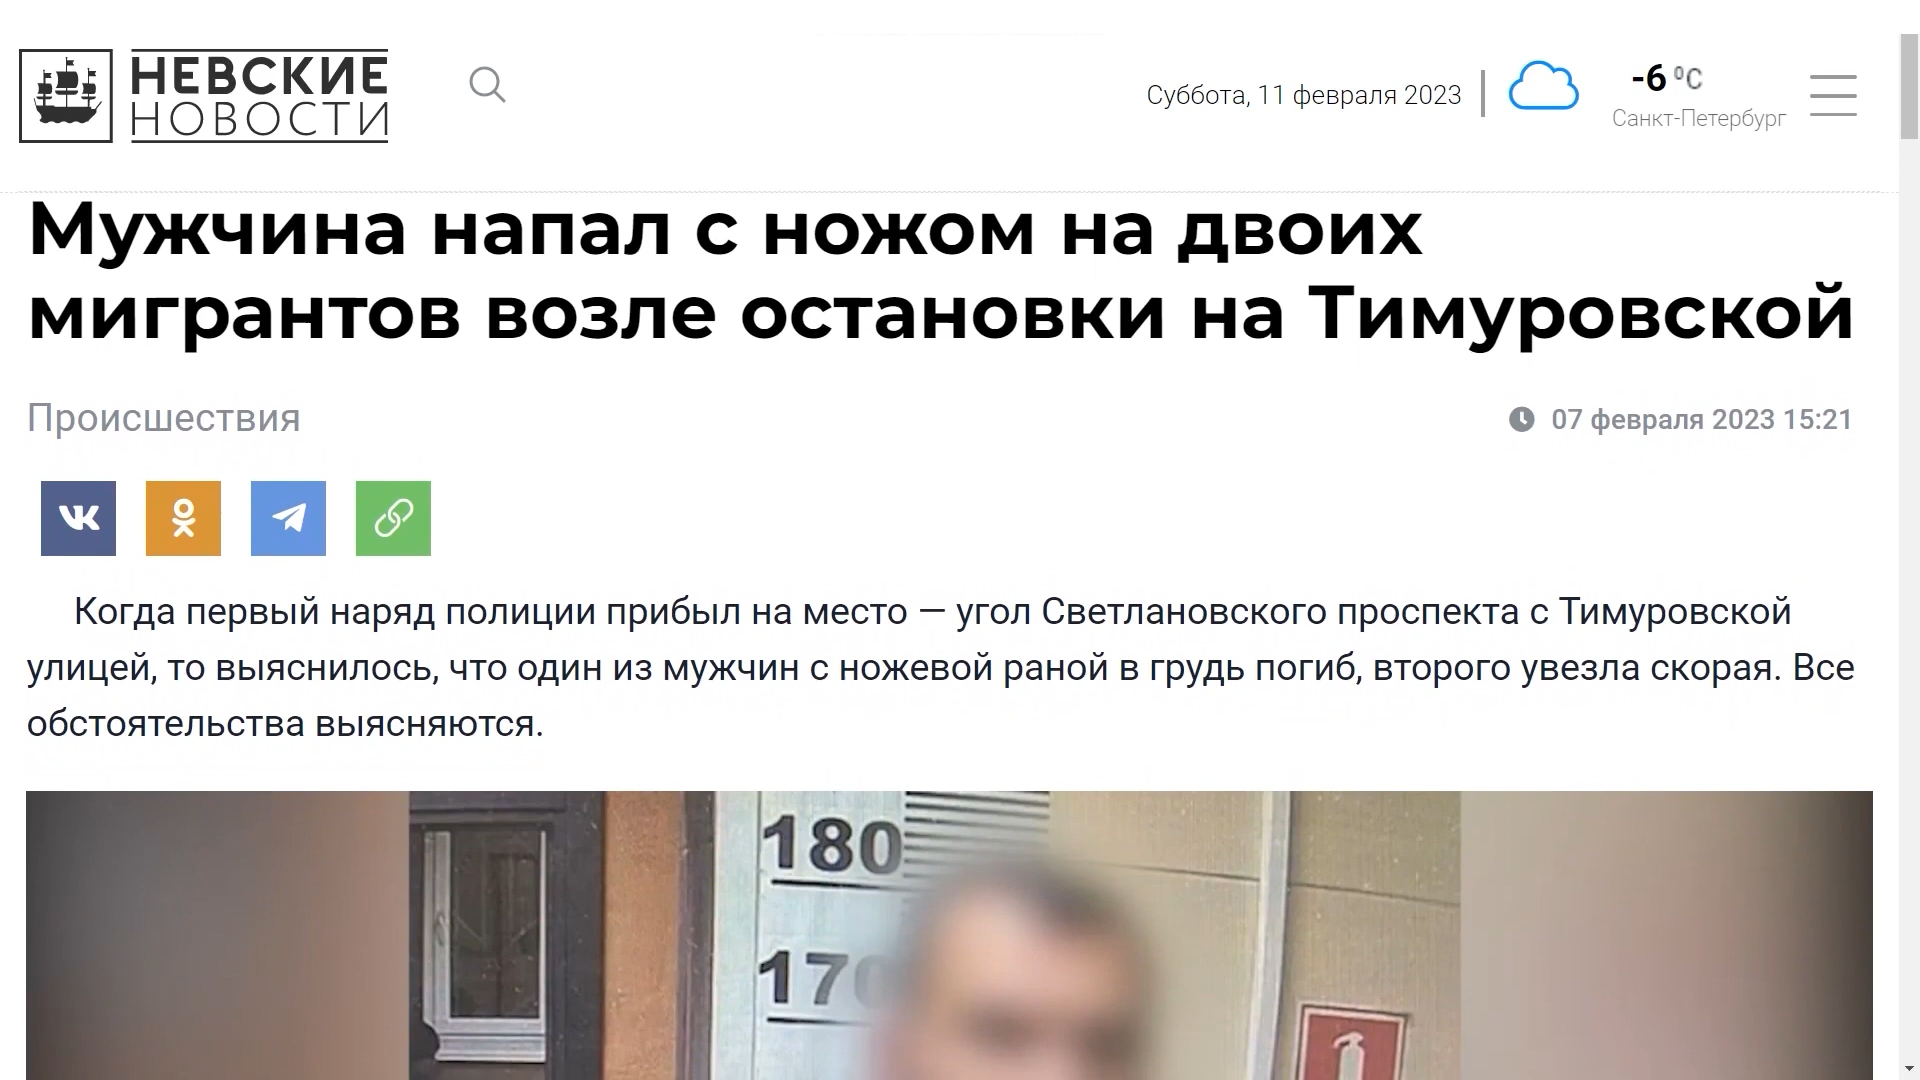 НЕВСКИЕ
НОВОСТИ
Суббота, 11 февраля 2023
-6 °C
Санкт-Петербург
Мужчина напал с ножом на двоих
мигрантов возле остановки на Тимуровской
Происшествия
07 февраля 2023 15:21
Когда первый наряд полиции прибыл на место — угол Светлановского проспекта с Тимуровской
улицей, то выяснилось, что один из мужчин с ножевой раной в грудь погиб, второго увезла скорая. Все
обстоятельства выясняются.
180
170